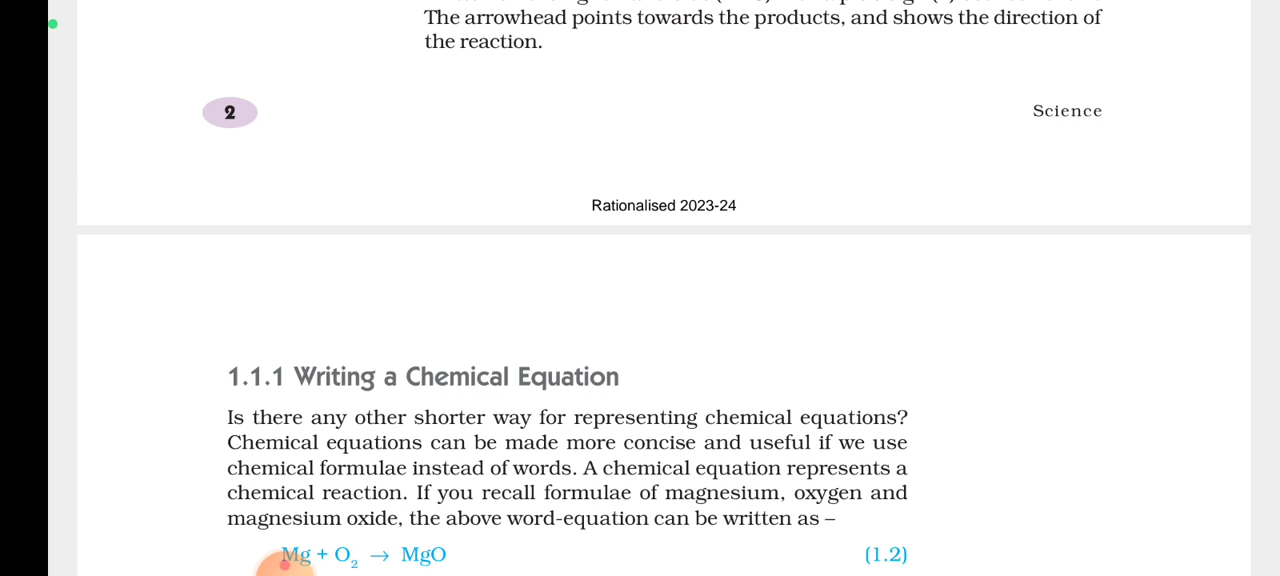 The arrowhead points towards the products, and shows the direction of
the reaction.
2
Science
Rationalised 2023-24
1.1.1 Writing a Chemical Equation
Is there any other shorter way for representing chemical equations?
Chemical equations can be made more concise and useful if we use
chemical formulae instead of words. A chemical equation represents a
chemical reaction. If you recall formulae of magnesium, oxygen and
magnesium oxide, the above word-equation can be written as –
Mg + O₂ → MgO (1.2)